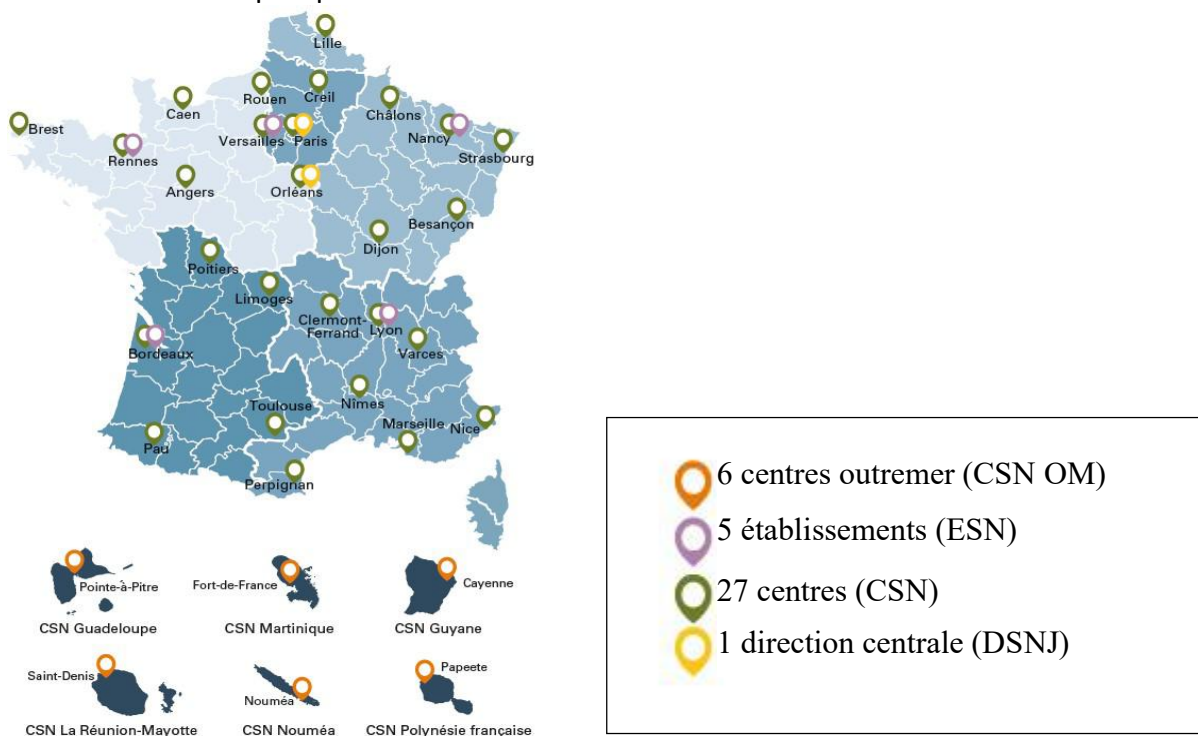 Lille
Rouen
Creil
Caen
Châlons
Brest
Versailles
Paris
Nancy
Rennes
Strasbourg
Angers
Orléans
Besançon
Dijon
Poitiers
Limoges
Clermont-
Ferrand
Lyon
Varces
Bordeaux
Nîmes
Toulouse
Marseille
Nice
Pau
Perpignan
Pointe-à-Pitre
CSN Guadeloupe
Fort-de-France
CSN Martinique
Cayenne
CSN Guyane
Saint-Denis
CSN La Réunion-Mayotte
Nouméa
CSN Nouméa
Papeete
CSN Polynésie française
6 centres outremer (CSN OM)
5 établissements (ESN)
27 centres (CSN)
1 direction centrale (DSNJ)